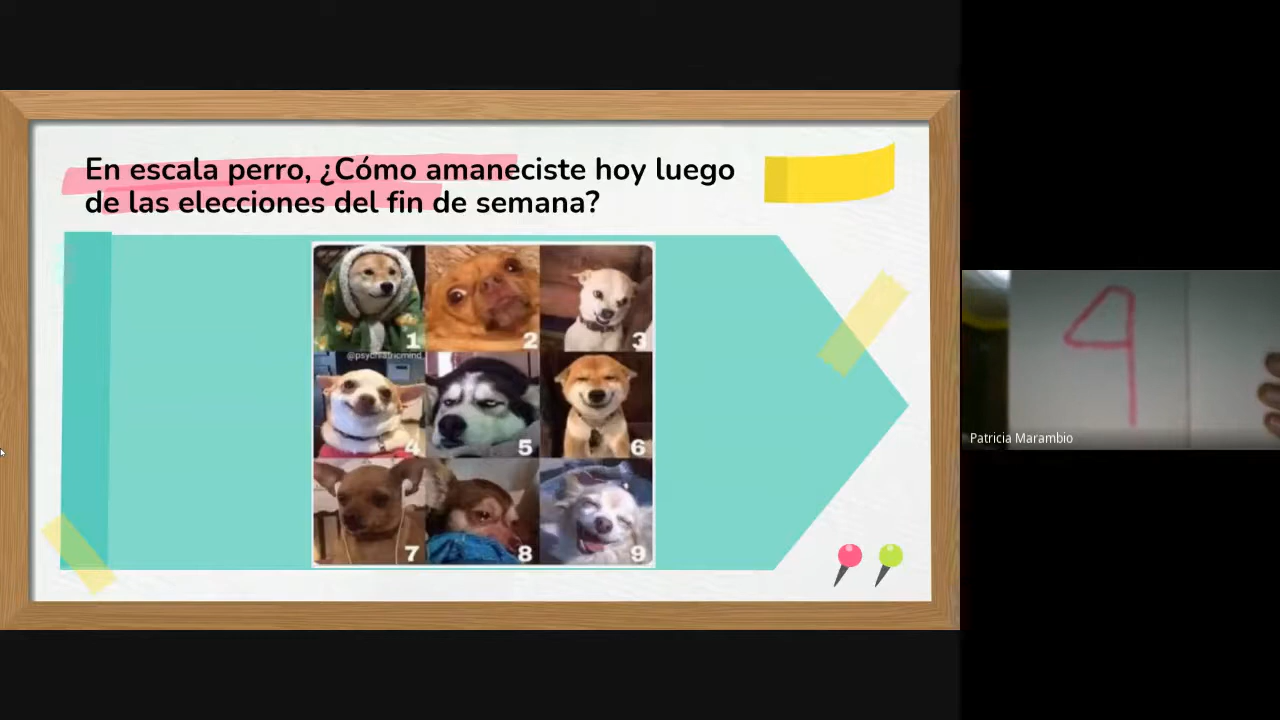 En escala perro, ¿Cómo amaneciste hoy luego
de las elecciones del fin de semana?
1
2
3
@psychiatricmind_
4
5
6
7
8
9
4
Patricia Marambio